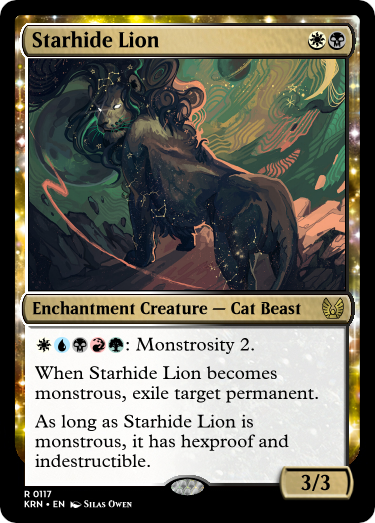 Starhide Lion
Enchantment Creature — Cat Beast
: Monstrosity 2.
When Starhide Lion becomes
monstrous, exile target permanent.
As long as Starhide Lion is
monstrous, it has hexproof and
indestructible.
3/3
R 0117
KRN • EN Silas Owen